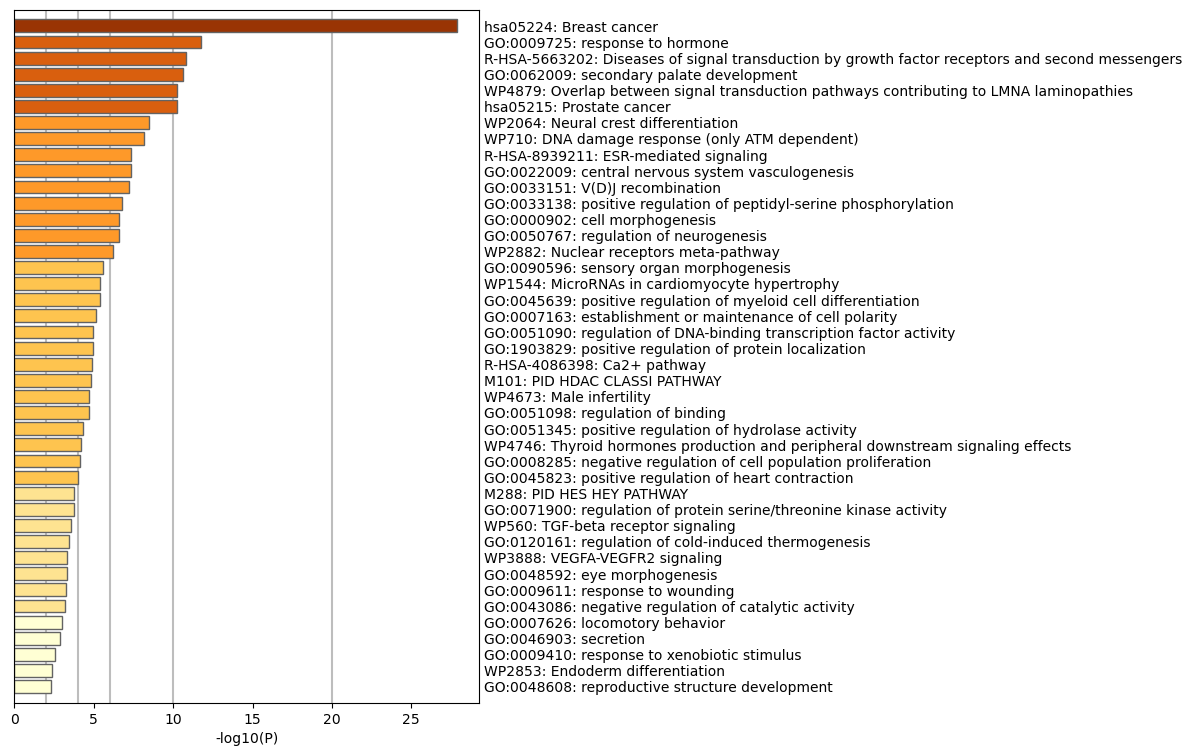 hsa05224: Breast cancer
GO:0009725: response to hormone
R-HSA-5663202: Diseases of signal transduction by growth factor receptors and second messengers
GO:0062009: secondary palate development
WP4879: Overlap between signal transduction pathways contributing to LMNA laminopathies
hsa05215: Prostate cancer
WP2064: Neural crest differentiation
WP710: DNA damage response (only ATM dependent)
R-HSA-8939211: ESR-mediated signaling
GO:0022009: central nervous system vasculogenesis
GO:0033151: V(D)J recombination
GO:0033138: positive regulation of peptidyl-serine phosphorylation
GO:0000902: cell morphogenesis
GO:0050767: regulation of neurogenesis
WP2882: Nuclear receptors meta-pathway
GO:0090596: sensory organ morphogenesis
WP1544: MicroRNAs in cardiomyocyte hypertrophy
GO:0045639: positive regulation of myeloid cell differentiation
GO:0007163: establishment or maintenance of cell polarity
GO:0051090: regulation of DNA-binding transcription factor activity
GO:1903829: positive regulation of protein localization
R-HSA-4086398: Ca2+ pathway
M101: PID HDAC CLASSI PATHWAY
WP4673: Male infertility
GO:0051098: regulation of binding
GO:0051345: positive regulation of hydrolase activity
WP4746: Thyroid hormones production and peripheral downstream signaling effects
GO:0008285: negative regulation of cell population proliferation
GO:0045823: positive regulation of heart contraction
M288: PID HES HEY PATHWAY
GO:0071900: regulation of protein serine/threonine kinase activity
WP560: TGF-beta receptor signaling
GO:0120161: regulation of cold-induced thermogenesis
WP3888: VEGFA-VEGFR2 signaling
GO:0048592: eye morphogenesis
GO:0009611: response to wounding
GO:0043086: negative regulation of catalytic activity
GO:0007626: locomotory behavior
GO:0046903: secretion
GO:0009410: response to xenobiotic stimulus
WP2853: Endoderm differentiation
GO:0048608: reproductive structure development
0 5 10 15 20 25
-log10(P)